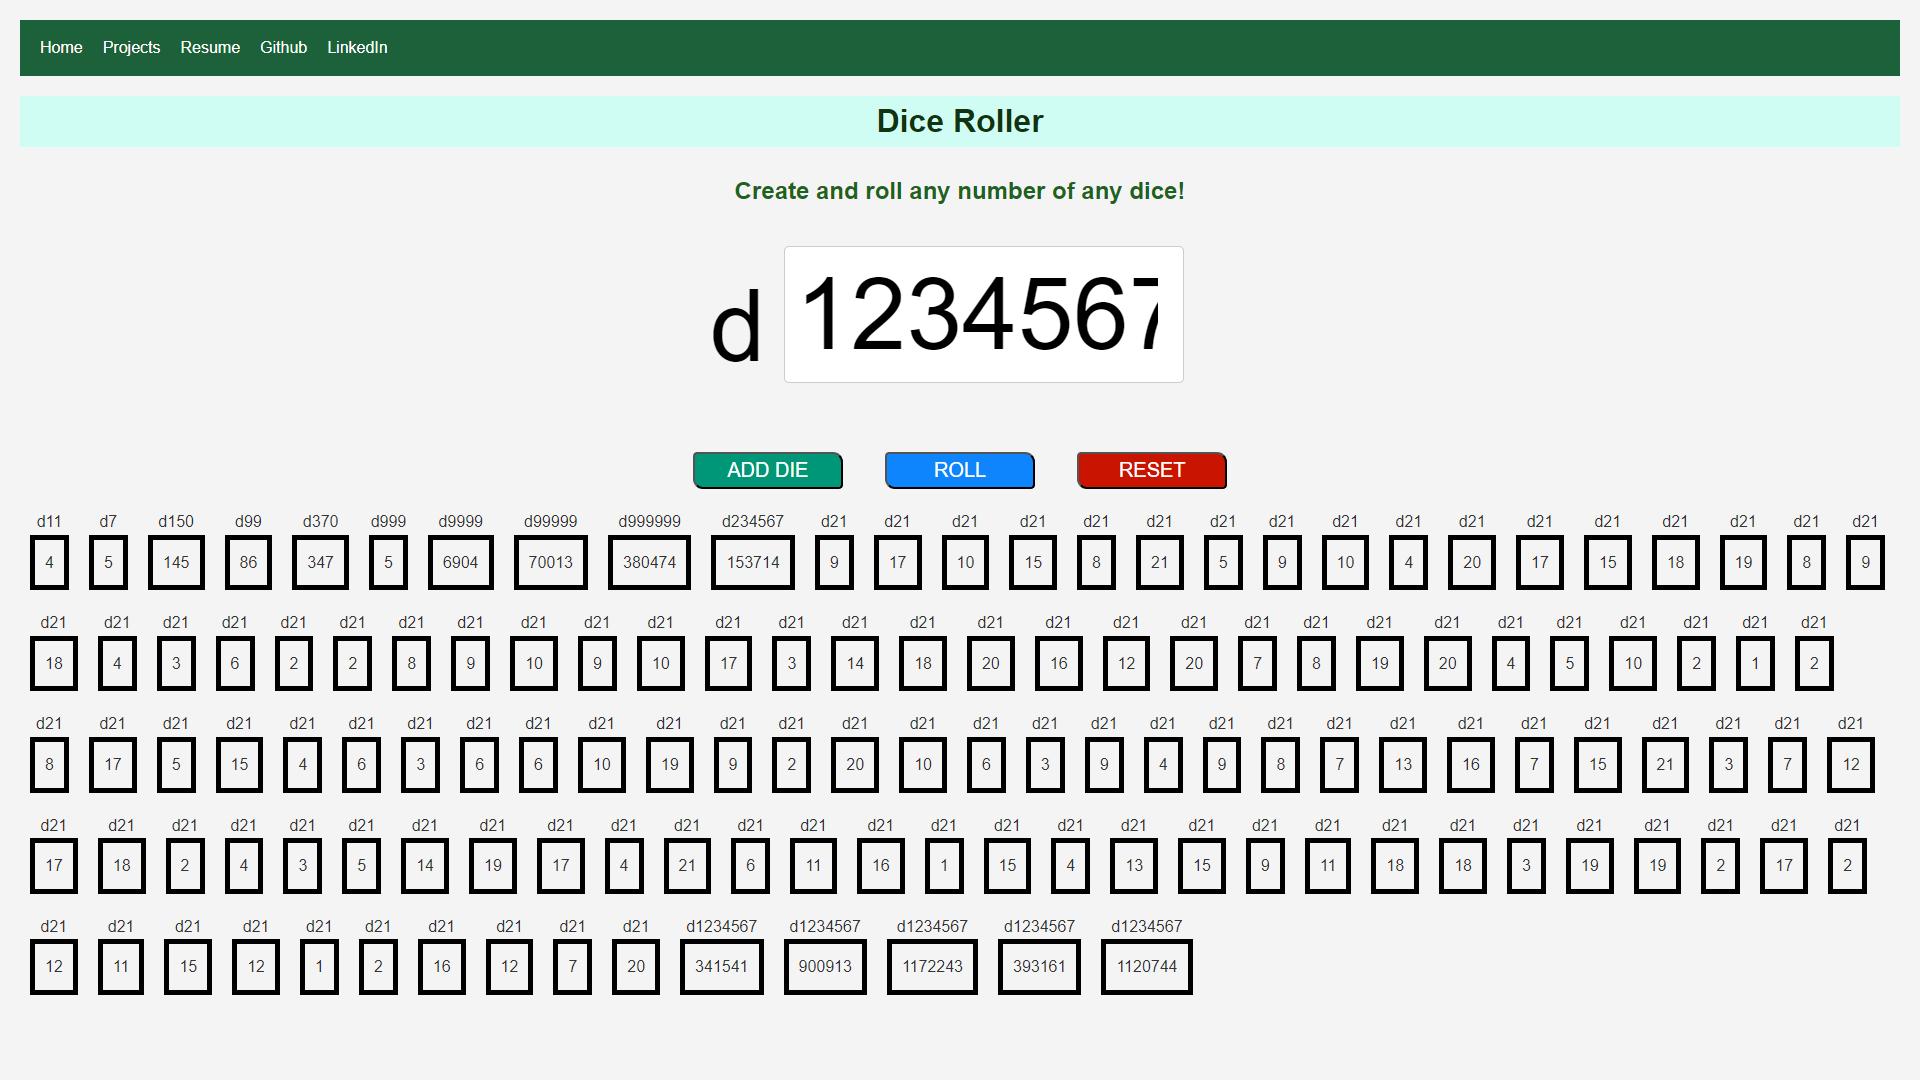 Home Projects Resume Github LinkedIn
Dice Roller
Create and roll any number of any dice!
d 1234567
ADD DIE ROLL RESET
d11 d7 d150 d99 d370 d999 d9999 d99999 d999999 d234567 d21 d21 d21 d21 d21 d21 d21 d21 d21 d21 d21 d21 d21 d21 d21 d21 d21
4 5 145 86 347 5 6904 70013 380474 153714 9 17 10 15 8 21 5 9 10 4 20 17 15 18 19 8 9
d21 d21 d21 d21 d21 d21 d21 d21 d21 d21 d21 d21 d21 d21 d21 d21 d21 d21 d21 d21 d21 d21 d21 d21 d21 d21 d21 d21 d21
18 4 3 6 2 2 8 9 10 9 10 17 3 14 18 20 16 12 20 7 8 19 20 4 5 10 2 1 2
d21 d21 d21 d21 d21 d21 d21 d21 d21 d21 d21 d21 d21 d21 d21 d21 d21 d21 d21 d21 d21 d21 d21 d21 d21 d21 d21 d21 d21 d21
8 17 5 15 4 6 3 6 6 10 19 9 2 20 10 6 3 9 4 9 8 7 13 16 7 15 21 3 7 12
d21 d21 d21 d21 d21 d21 d21 d21 d21 d21 d21 d21 d21 d21 d21 d21 d21 d21 d21 d21 d21 d21 d21 d21 d21 d21 d21 d21 d21
17 18 2 4 3 5 14 19 17 4 21 6 11 16 1 15 4 13 15 9 11 18 18 3 19 19 2 17 2
d21 d21 d21 d21 d21 d21 d21 d21 d21 d21 d1234567 d1234567 d1234567 d1234567 d1234567
12 11 15 12 1 2 16 12 7 20 341541 900913 1172243 393161 1120744